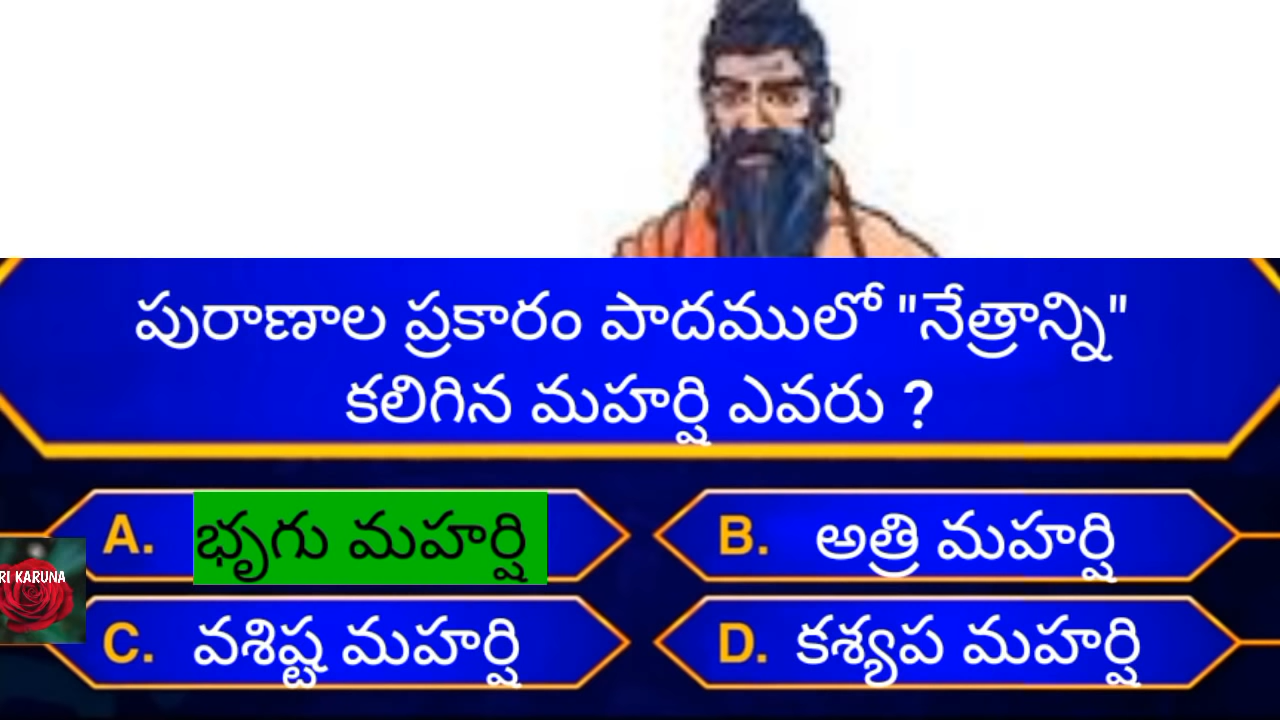 పురాణాల ప్రకారం పాదములో "నేత్రాన్ని"
కలిగిన మహర్షి ఎవరు ?
A. భృగు మహర్షి
B. అత్రి మహర్షి
RI KARUNA
C. వశిష్ట మహర్షి
D. కశ్యప మహర్షి